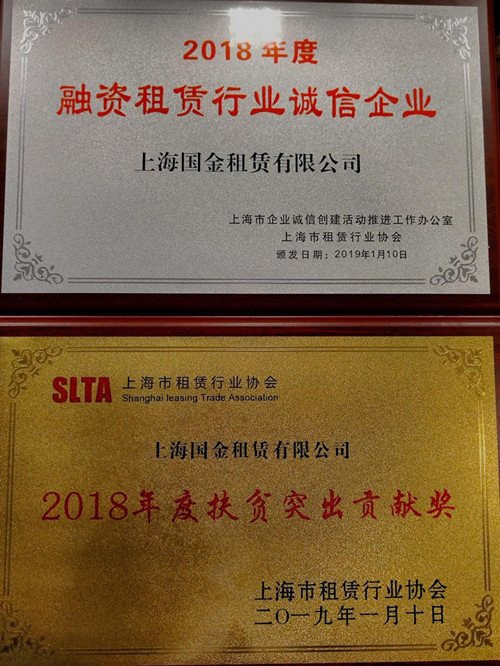 2018年度
融资租赁行业诚信企业
上海国金租赁有限公司
上海市企业诚信创建活动推进工作办公室
上海市租赁行业协会
颁发日期：2019年1月10日
SLTA 上海市租赁行业协会
Shanghai leasing Trade Association
上海国金租赁有限公司
2018年度扶贫突出贡献奖
上海市租赁行业协会
二〇一九年一月十日